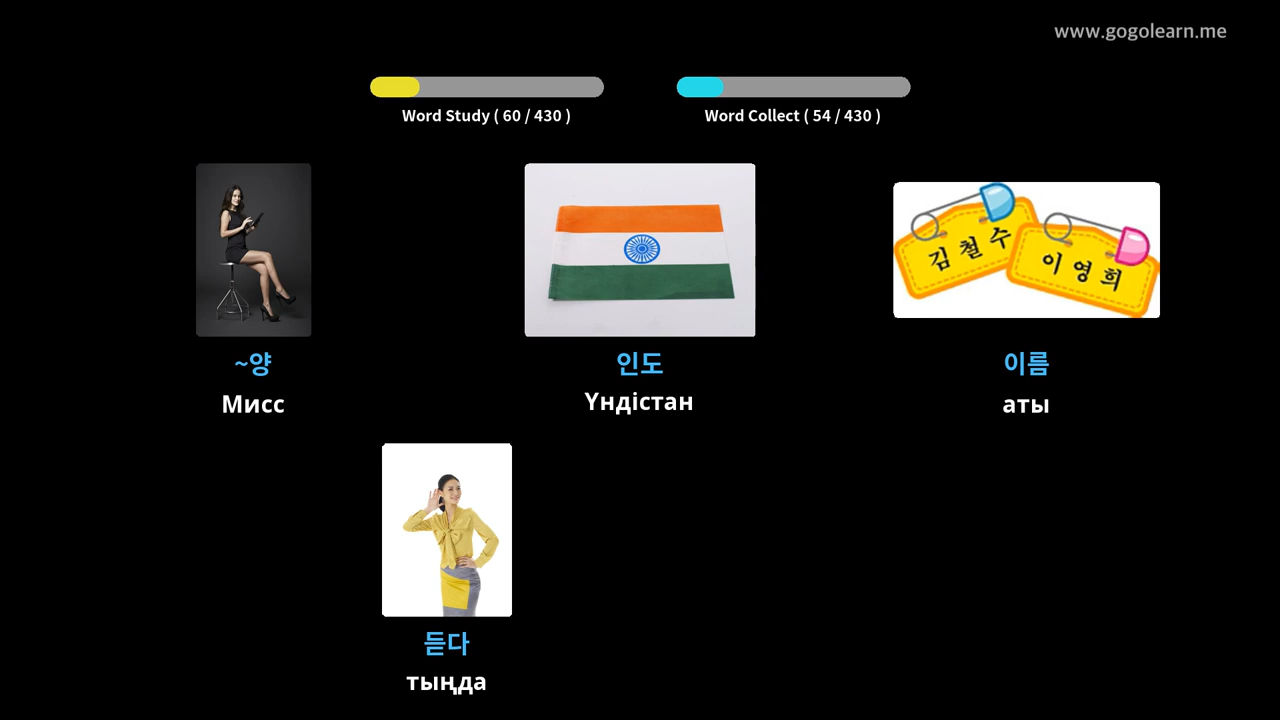 www.gogolearn.me
Word Study ( 60 / 430 )
Word Collect ( 54 / 430 )
김철수
이영희
~양
인도
이름
Мисс
Үндістан
аты
듣다
тыңда